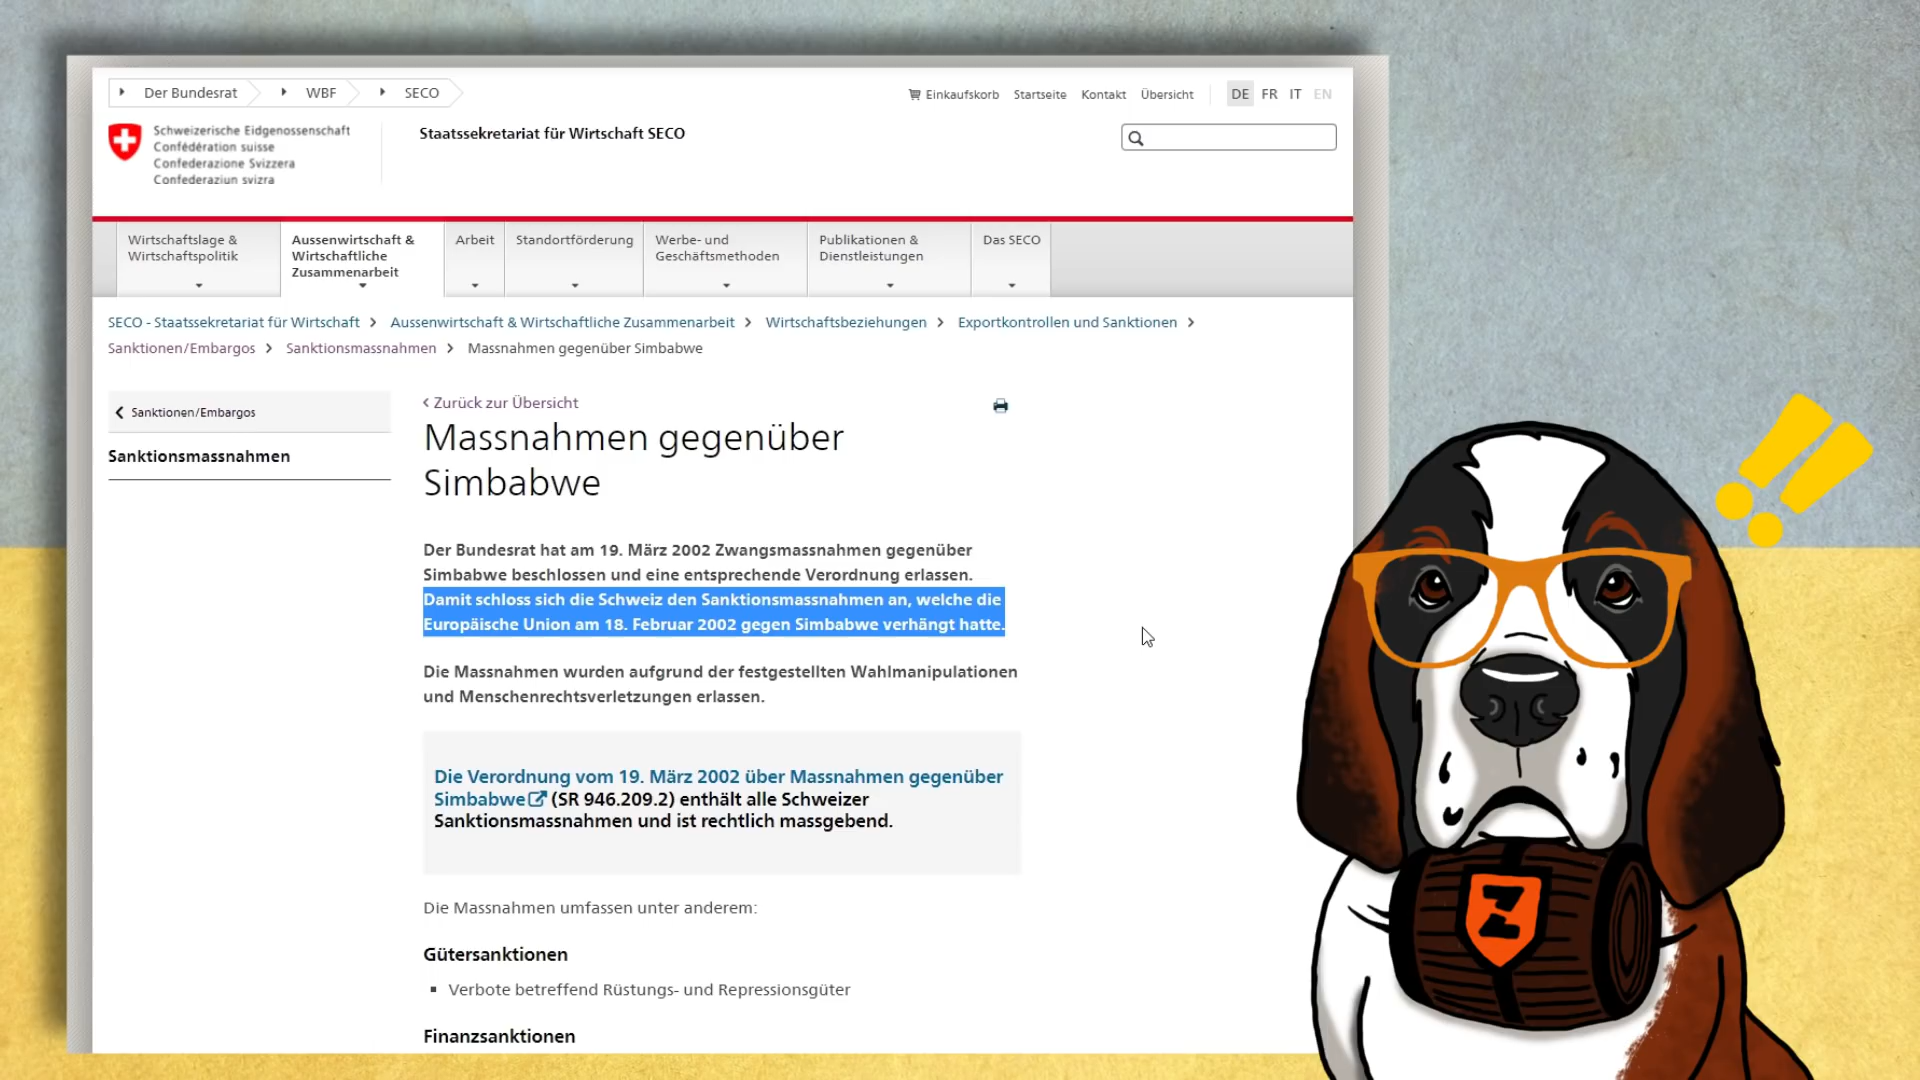 Der Bundesrat WBF SECO
Einkaufskorb Startseite Kontakt Übersicht DE FR IT EN
Schweizerische Eidgenossenschaft
Confédération suisse
Confederazione Svizzera
Confederaziun svizra
Staatssekretariat für Wirtschaft SECO
Wirtschaftslage &
Wirtschaftspolitik
Aussenwirtschaft &
Wirtschaftliche
Zusammenarbeit
Arbeit
Standortförderung
Werbe- und
Geschäftsmethoden
Publikationen &
Dienstleistungen
Das SECO
SECO - Staatssekretariat für Wirtschaft > Aussenwirtschaft & Wirtschaftliche Zusammenarbeit > Wirtschaftsbeziehungen > Exportkontrollen und Sanktionen >
Sanktionen/Embargos > Sanktionsmassnahmen > Massnahmen gegenüber Simbabwe
Sanktionen/Embargos
Sanktionsmassnahmen
Zurück zur Übersicht
Massnahmen gegenüber
Simbabwe
Der Bundesrat hat am 19. März 2002 Zwangsmassnahmen gegenüber
Simbabwe beschlossen und eine entsprechende Verordnung erlassen.
Damit schloss sich die Schweiz den Sanktionsmassnahmen an, welche die
Europäische Union am 18. Februar 2002 gegen Simbabwe verhängt hatte.
Die Massnahmen wurden aufgrund der festgestellten Wahlmanipulationen
und Menschenrechtsverletzungen erlassen.
Die Verordnung vom 19. März 2002 über Massnahmen gegenüber
Simbabwe (SR 946.209.2) enthält alle Schweizer
Sanktionsmassnahmen und ist rechtlich massgebend.
Die Massnahmen umfassen unter anderem:
Gütersanktionen
Verbote betreffend Rüstungs- und Repressionsgüter
Finanzsanktionen
!!
Z